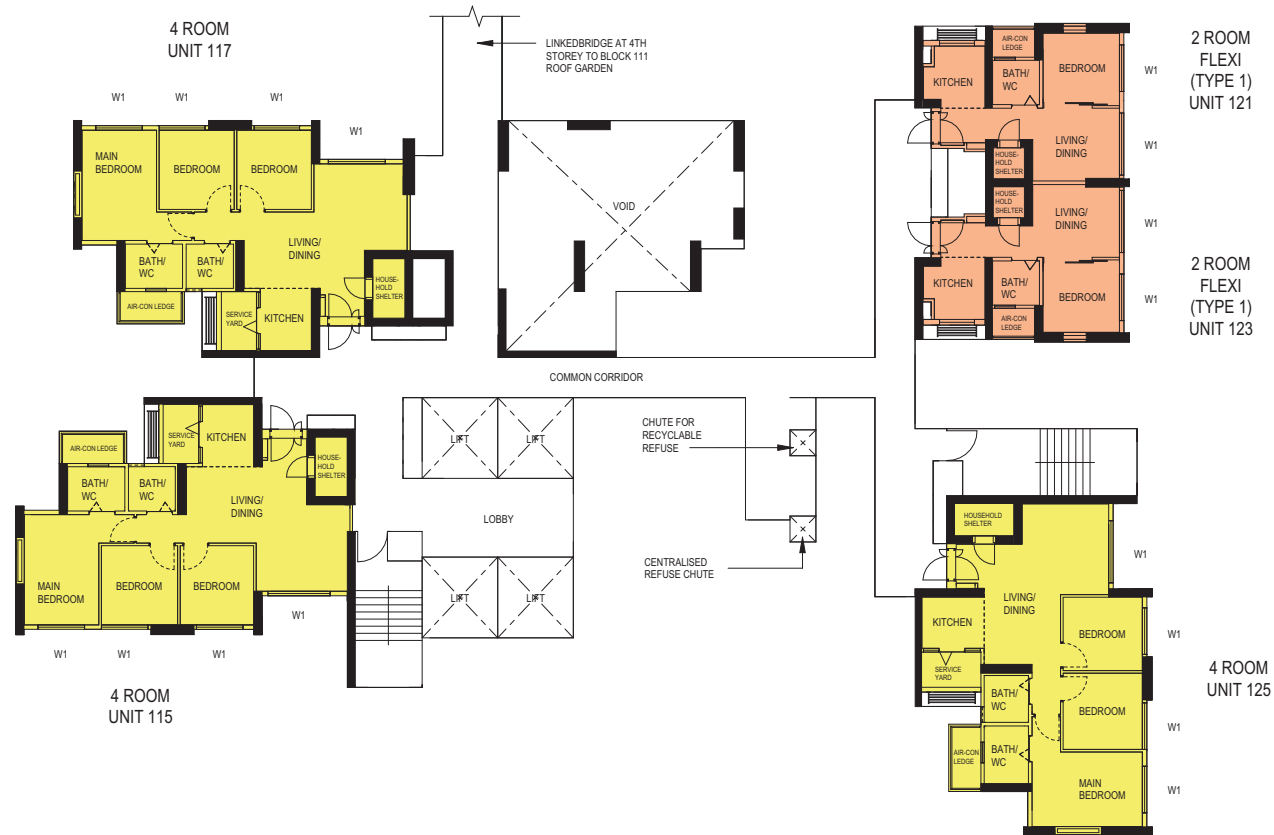 4 ROOM
UNIT 117
LINKEDBRIDGE AT 4TH
STOREY TO BLOCK 111
ROOF GARDEN
2 ROOM
FLEXI
(TYPE 1)
UNIT 121
W1
W1
W1
W1
MAIN
BEDROOM
BEDROOM
BEDROOM
LIVING/
DINING
BATH/
WC
BATH/
WC
AIR-CON LEDGE
SERVICE
YARD
KITCHEN
HOUSE-
HOLD
SHELTER
VOID
AIR-CON
LEDGE
KITCHEN
BATH/
WC
BEDROOM
W1
LIVING/
DINING
W1
HOUSE-
HOLD
SHELTER
HOUSE-
HOLD
SHELTER
LIVING/
DINING
W1
KITCHEN
BATH/
WC
BEDROOM
W1
AIR-CON
LEDGE
2 ROOM
FLEXI
(TYPE 1)
UNIT 123
COMMON CORRIDOR
AIR-CON LEDGE
SERVICE
YARD
KITCHEN
BATH/
WC
BATH/
WC
HOUSE-
HOLD
SHELTER
LIVING/
DINING
MAIN
BEDROOM
BEDROOM
BEDROOM
W1
W1
W1
W1
4 ROOM
UNIT 115
LIFT
LIFT
LOBBY
LIFT
LIFT
CHUTE FOR
RECYCLABLE
REFUSE
CENTRALISED
REFUSE CHUTE
HOUSEHOLD
SHELTER
W1
LIVING/
DINING
KITCHEN
BEDROOM
W1
SERVICE
YARD
BATH/
WC
BEDROOM
W1
AIR-CON
LEDGE
BATH/
WC
MAIN
BEDROOM
W1
4 ROOM
UNIT 125